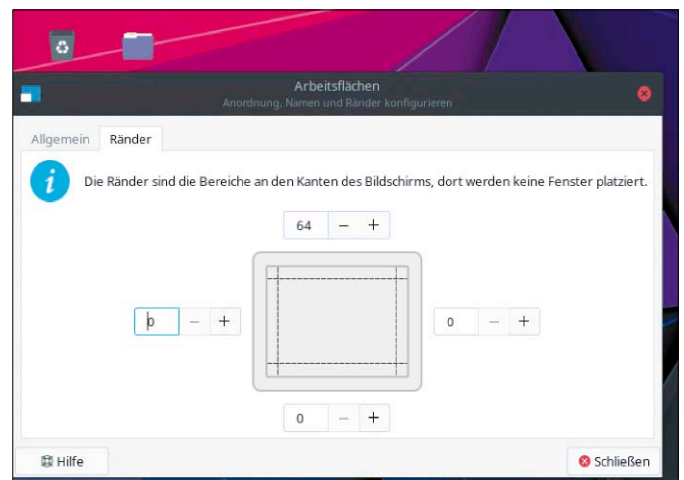 Arbeitsflächen
Anordnung, Namen und Ränder konfigurieren
Allgemein Ränder
Die Ränder sind die Bereiche an den Kanten des Bildschirms, dort werden keine Fenster platziert.
64 − +
0 − +
0 − +
0 − +
Hilfe
Schließen